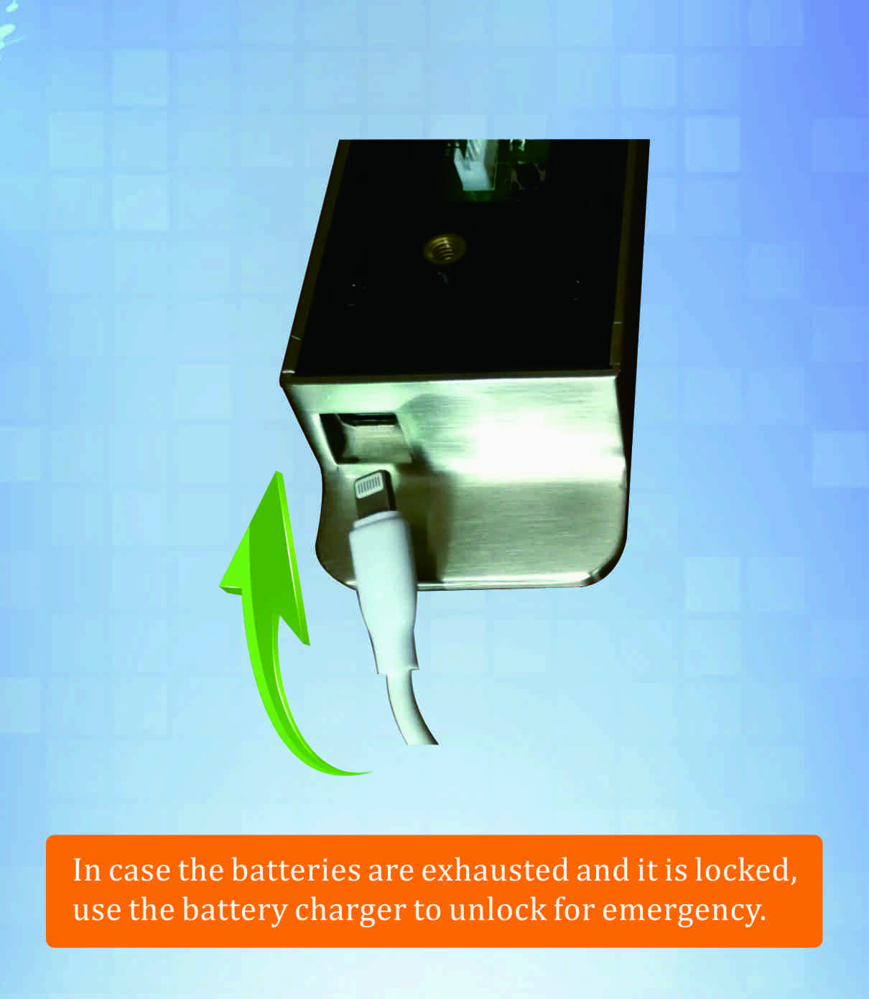 In case the batteries are exhausted and it is locked,
use the battery charger to unlock for emergency.